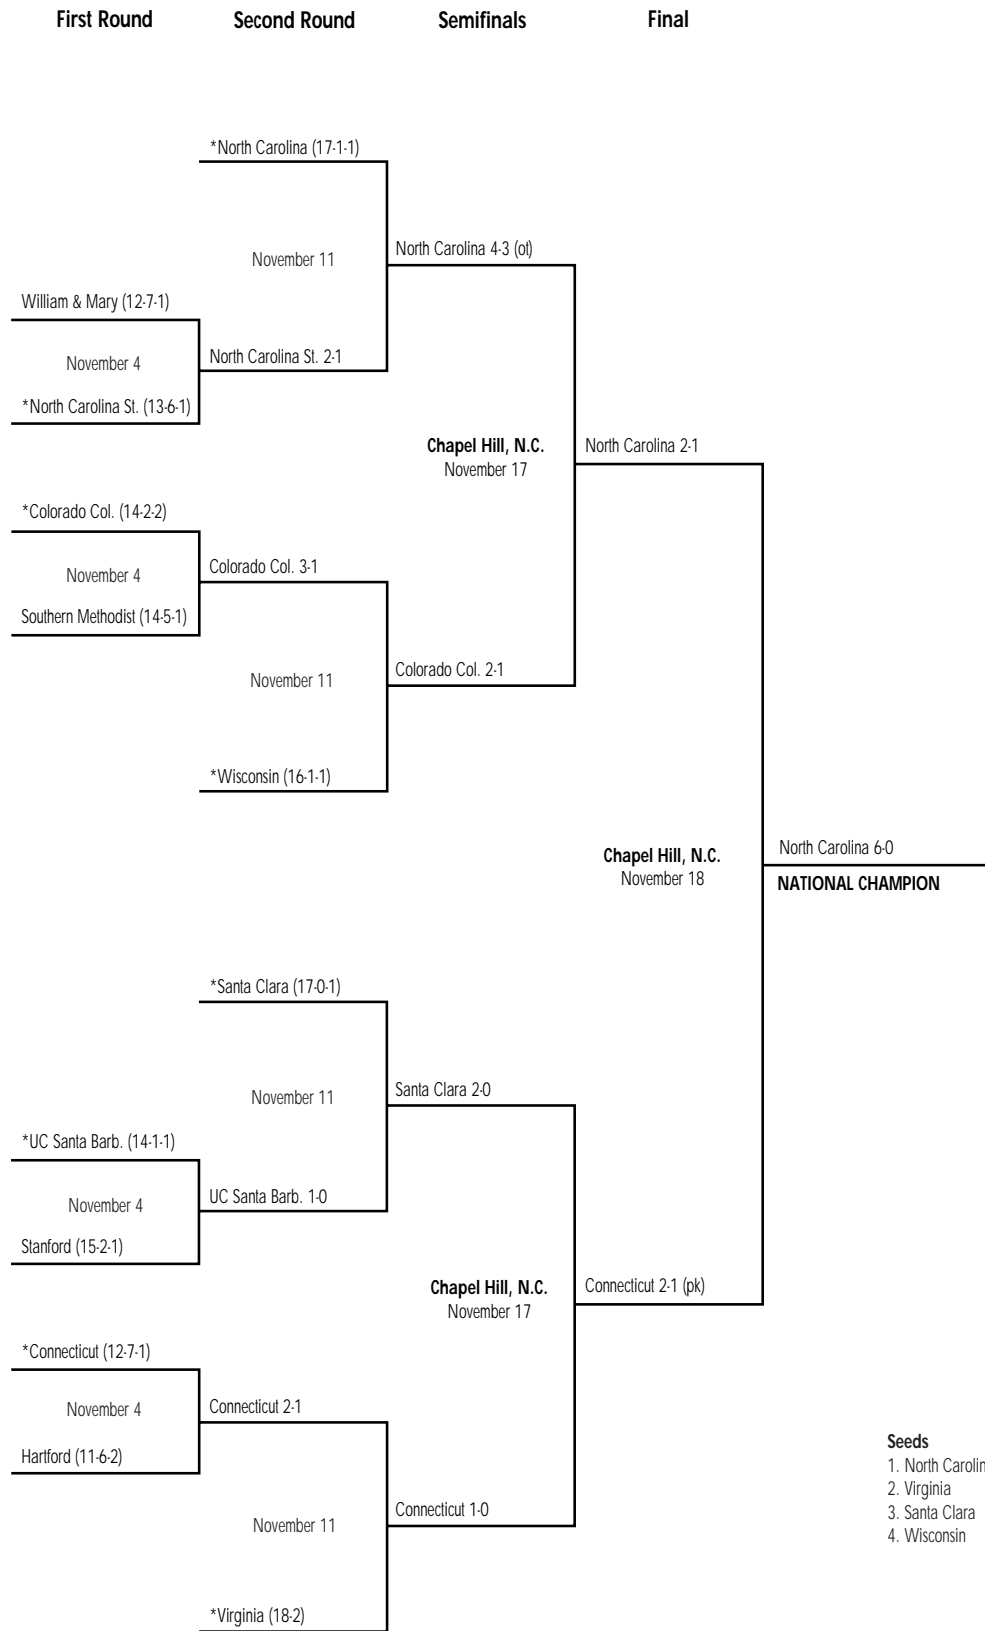 First Round Second Round Semifinals Final
*North Carolina (17-1-1)
November 11
North Carolina 4-3 (ot)
William & Mary (12-7-1)
November 4
North Carolina St. 2-1
*North Carolina St. (13-6-1)
Chapel Hill, N.C.
November 17
North Carolina 2-1
*Colorado Col. (14-2-2)
November 4
Colorado Col. 3-1
Southern Methodist (14-5-1)
November 11
Colorado Col. 2-1
*Wisconsin (16-1-1)
Chapel Hill, N.C.
November 18
North Carolina 6-0
NATIONAL CHAMPION
*Santa Clara (17-0-1)
November 11
Santa Clara 2-0
*UC Santa Barb. (14-1-1)
November 4
UC Santa Barb. 1-0
Stanford (15-2-1)
Chapel Hill, N.C.
November 17
Connecticut 2-1 (pk)
*Connecticut (12-7-1)
November 4
Connecticut 2-1
Hartford (11-6-2)
November 11
Connecticut 1-0
*Virginia (18-2)
Seeds
1. North Carolin
2. Virginia
3. Santa Clara
4. Wisconsin